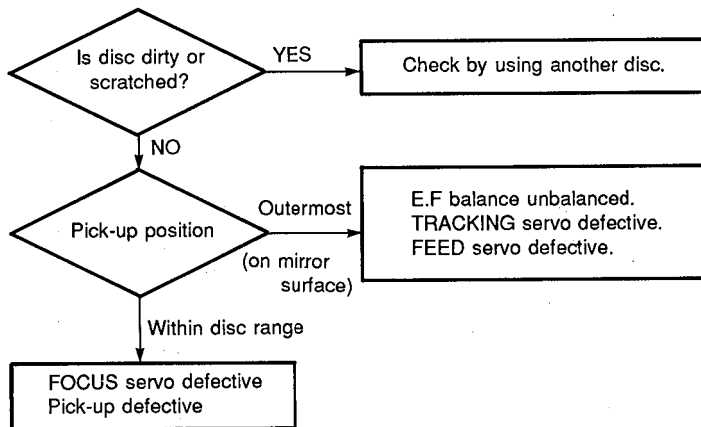 Is disc dirty or
scratched?
YES
Check by using another disc.
NO
Pick-up position
Outermost
(on mirror
surface)
E.F balance unbalanced.
TRACKING servo defective.
FEED servo defective.
Within disc range
FOCUS servo defective
Pick-up defective